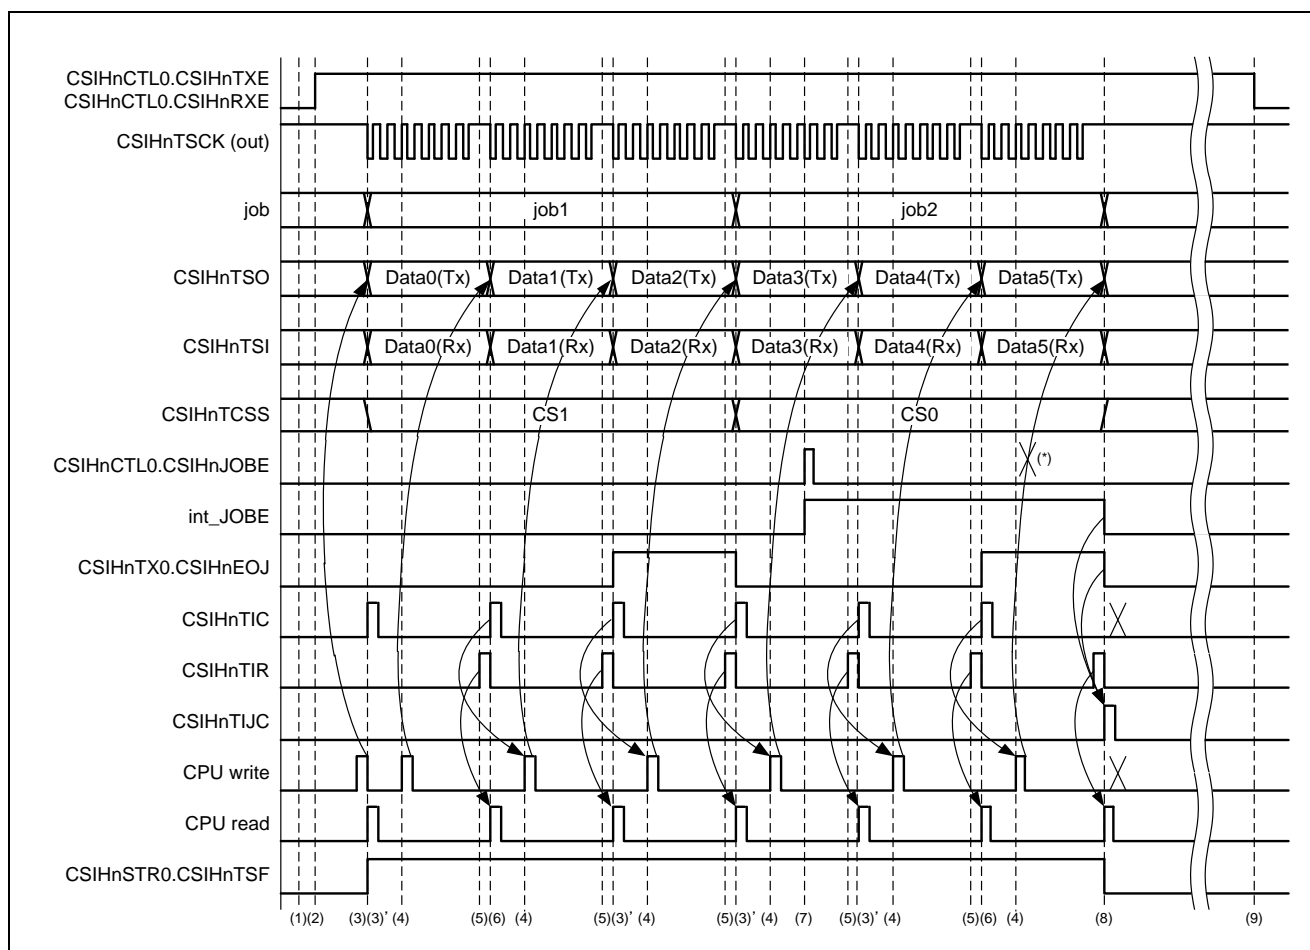 CSIHnCTL0.CSIHnTXE
CSIHnCTL0.CSIHnRXE
CSIHnTSCK (out)
job job1 job2
CSIHnTSO Data0(Tx) Data1(Tx) Data2(Tx) Data3(Tx) Data4(Tx) Data5(Tx)
CSIHnTSI Data0(Rx) Data1(Rx) Data2(Rx) Data3(Rx) Data4(Rx) Data5(Rx)
CSIHnTCSS CS1 CS0
CSIHnCTL0.CSIHnJOBE (*)
int_JOBE
CSIHnTX0.CSIHnEOJ
CSIHnTIC
CSIHnTIR
CSIHnTIJC
CPU write
CPU read
CSIHnSTR0.CSIHnTSF
(1)(2) (3)(3)' (4) (5)(6) (4) (5)(3)' (4) (5)(3)' (4) (7) (5)(3)' (4) (5)(6) (4) (8) (9)